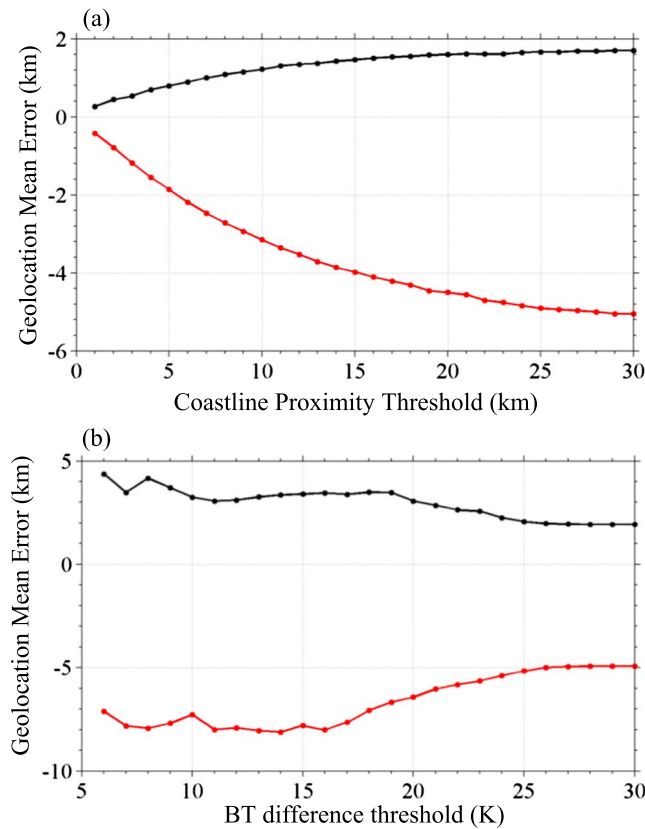 (a)
Geolocation Mean Error (km)
2
0
-2
-4
-6
0 5 10 15 20 25 30
Coastline Proximity Threshold (km)
(b)
Geolocation Mean Error (km)
5
0
-5
-10
5 10 15 20 25 30
BT difference threshold (K)